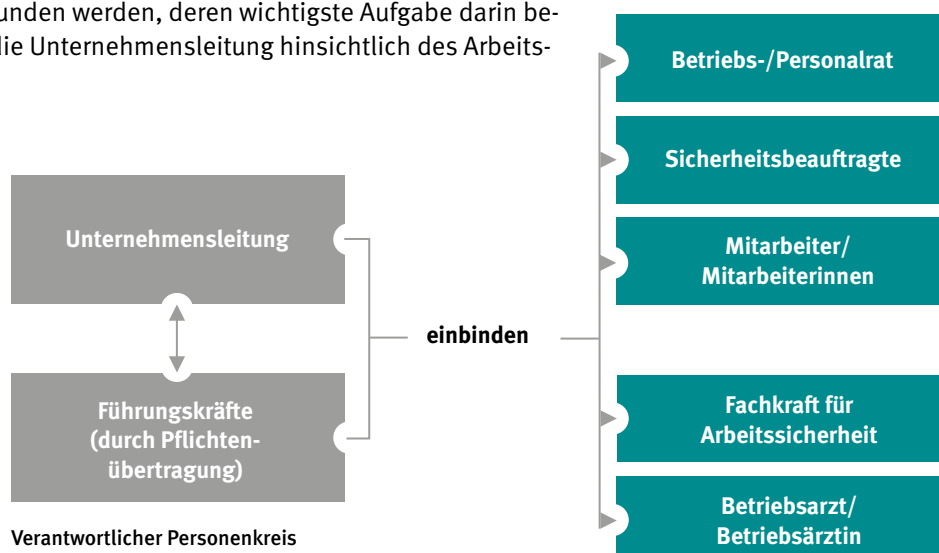 unden werden, deren wichtigste Aufgabe darin be-
die Unternehmensleitung hinsichtlich des Arbeits-
Unternehmensleitung
Führungskräfte
(durch Pflichten-
übertragung)
Verantwortlicher Personenkreis
einbinden
Betriebs-/Personalrat
Sicherheitsbeauftragte
Mitarbeiter/
Mitarbeiterinnen
Fachkraft für
Arbeitssicherheit
Betriebsarzt/
Betriebsärztin